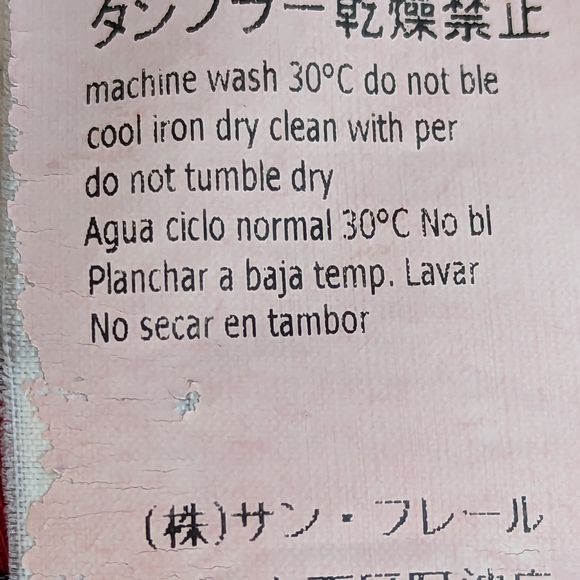 タンブラー乾燥禁止
machine wash 30°C do not ble
cool iron dry clean with per
do not tumble dry
Agua ciclo normal 30°C No bl
Planchar a baja temp. Lavar
No secar en tambor
(株)サン・フレール